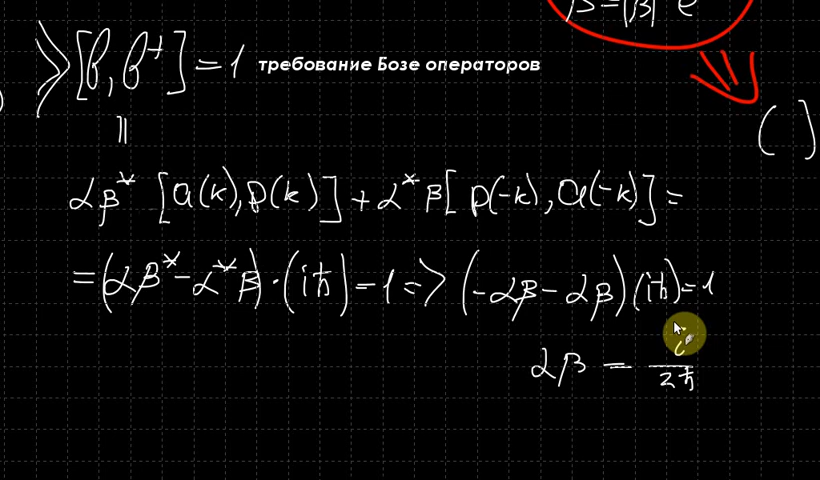 β = |β| e
[b, b⁺] = 1 требование Бозе операторов
( )
||
αβ* [a(k), p(k)] + α*β [p(-k), a(-k)] =
= (αβ* - α*β) · (iħ) = 1 => (-αβ - αβ)(iħ) = 1
αβ = i/2ħ